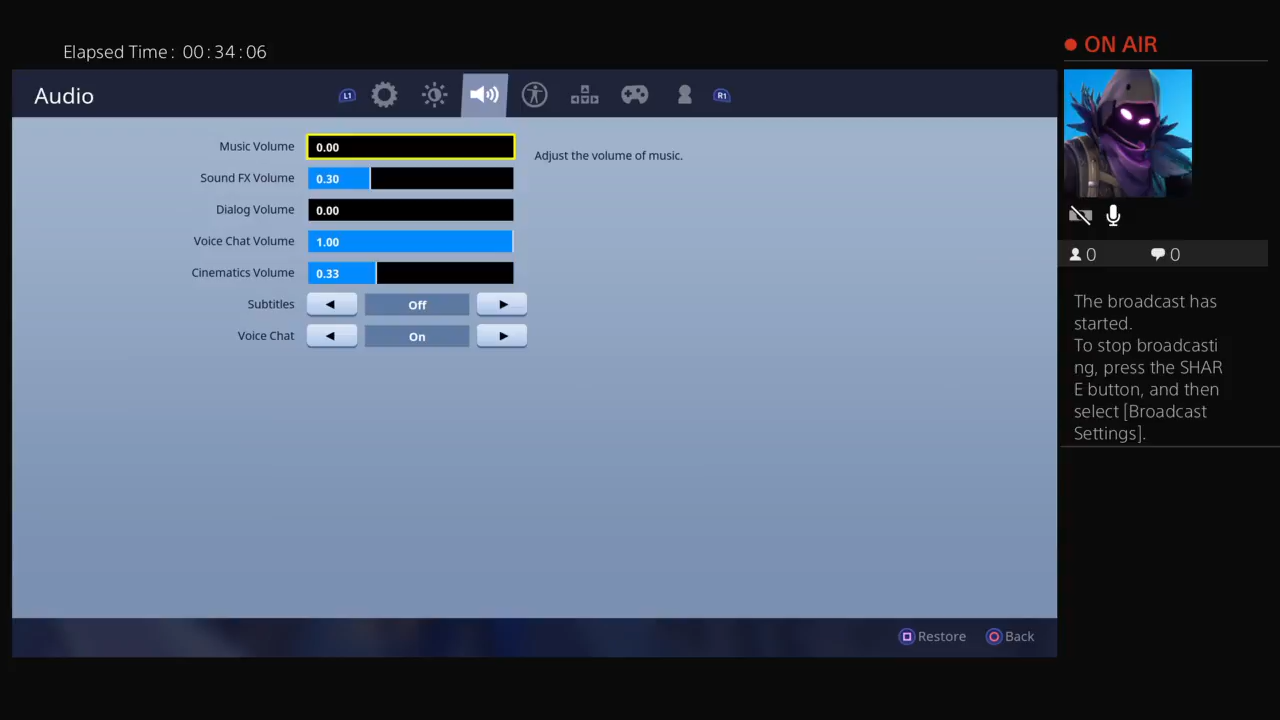 Elapsed Time: 00:34:06
ON AIR
Audio
L1
R1
Music Volume
0.00
Adjust the volume of music.
Sound FX Volume
0.30
Dialog Volume
0.00
Voice Chat Volume
1.00
Cinematics Volume
0.33
Subtitles
Off
Voice Chat
On
0
0
The broadcast has
started.
To stop broadcasti
ng, press the SHAR
E button, and then
select [Broadcast
Settings].
Restore
Back